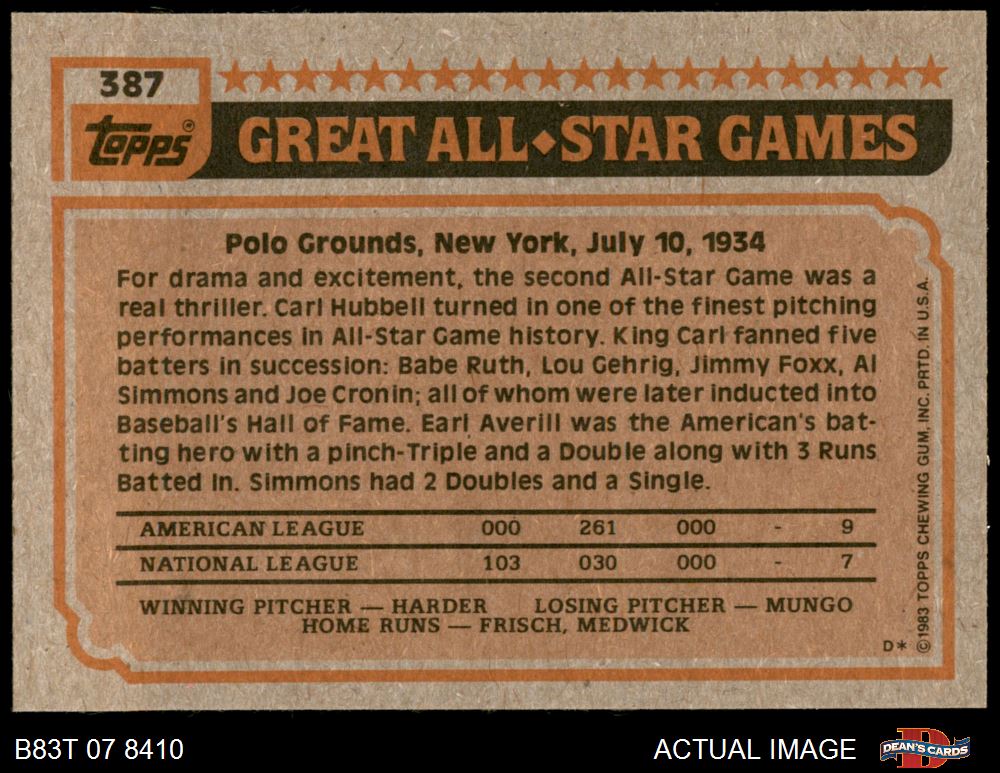 387
topps®
GREAT ALL◆STAR GAMES
Polo Grounds, New York, July 10, 1934
For drama and excitement, the second All-Star Game was a
real thriller. Carl Hubbell turned in one of the finest pitching
performances in All-Star Game history. King Carl fanned five
batters in succession: Babe Ruth, Lou Gehrig, Jimmy Foxx, Al
Simmons and Joe Cronin; all of whom were later inducted into
Baseball's Hall of Fame. Earl Averill was the American's bat-
ting hero with a pinch-Triple and a Double along with 3 Runs
Batted In. Simmons had 2 Doubles and a Single.
AMERICAN LEAGUE 000 261 000 - 9
NATIONAL LEAGUE 103 030 000 - 7
WINNING PITCHER — HARDER LOSING PITCHER — MUNGO
HOME RUNS — FRISCH, MEDWICK
D*
©1983 TOPPS CHEWING GUM, INC. PRTD. IN U.S.A.
B83T 07 8410
ACTUAL IMAGE
DEAN'S CARDS